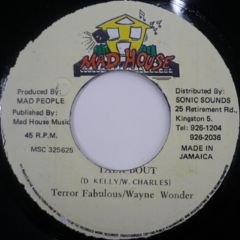 MAD HOUSE
Produced By:
MAD PEOPLE
Published By:
Mad House Music
45 R.P.M.
MSC 325625
Distributed By:
SONIC SOUNDS
25 Retirement Rd.,
Kingston 5.
Tel: 926-1204
926-2036
MADE IN
JAMAICA
TALK BOUT
(D. KELLY/W. CHARLES)
Terror Fabulous/Wayne Wonder